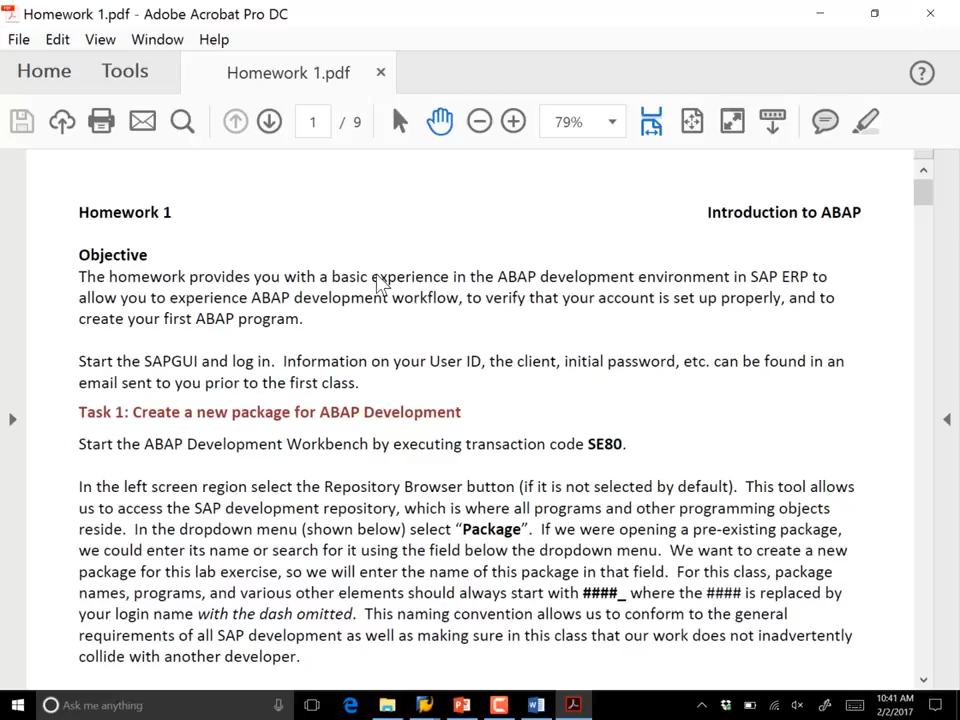 Homework 1.pdf - Adobe Acrobat Pro DC
File Edit View Window Help
Home Tools Homework 1.pdf
1 / 9 79%
Homework 1 Introduction to ABAP
Objective
The homework provides you with a basic experience in the ABAP development environment in SAP ERP to
allow you to experience ABAP development workflow, to verify that your account is set up properly, and to
create your first ABAP program.
Start the SAPGUI and log in. Information on your User ID, the client, initial password, etc. can be found in an
email sent to you prior to the first class.
Task 1: Create a new package for ABAP Development
Start the ABAP Development Workbench by executing transaction code SE80.
In the left screen region select the Repository Browser button (if it is not selected by default). This tool allows
us to access the SAP development repository, which is where all programs and other programming objects
reside. In the dropdown menu (shown below) select “Package”. If we were opening a pre-existing package,
we could enter its name or search for it using the field below the dropdown menu. We want to create a new
package for this lab exercise, so we will enter the name of this package in that field. For this class, package
names, programs, and various other elements should always start with ####_ where the #### is replaced by
your login name with the dash omitted. This naming convention allows us to conform to the general
requirements of all SAP development as well as making sure in this class that our work does not inadvertently
collide with another developer.
Ask me anything
10:41 AM
2/2/2017